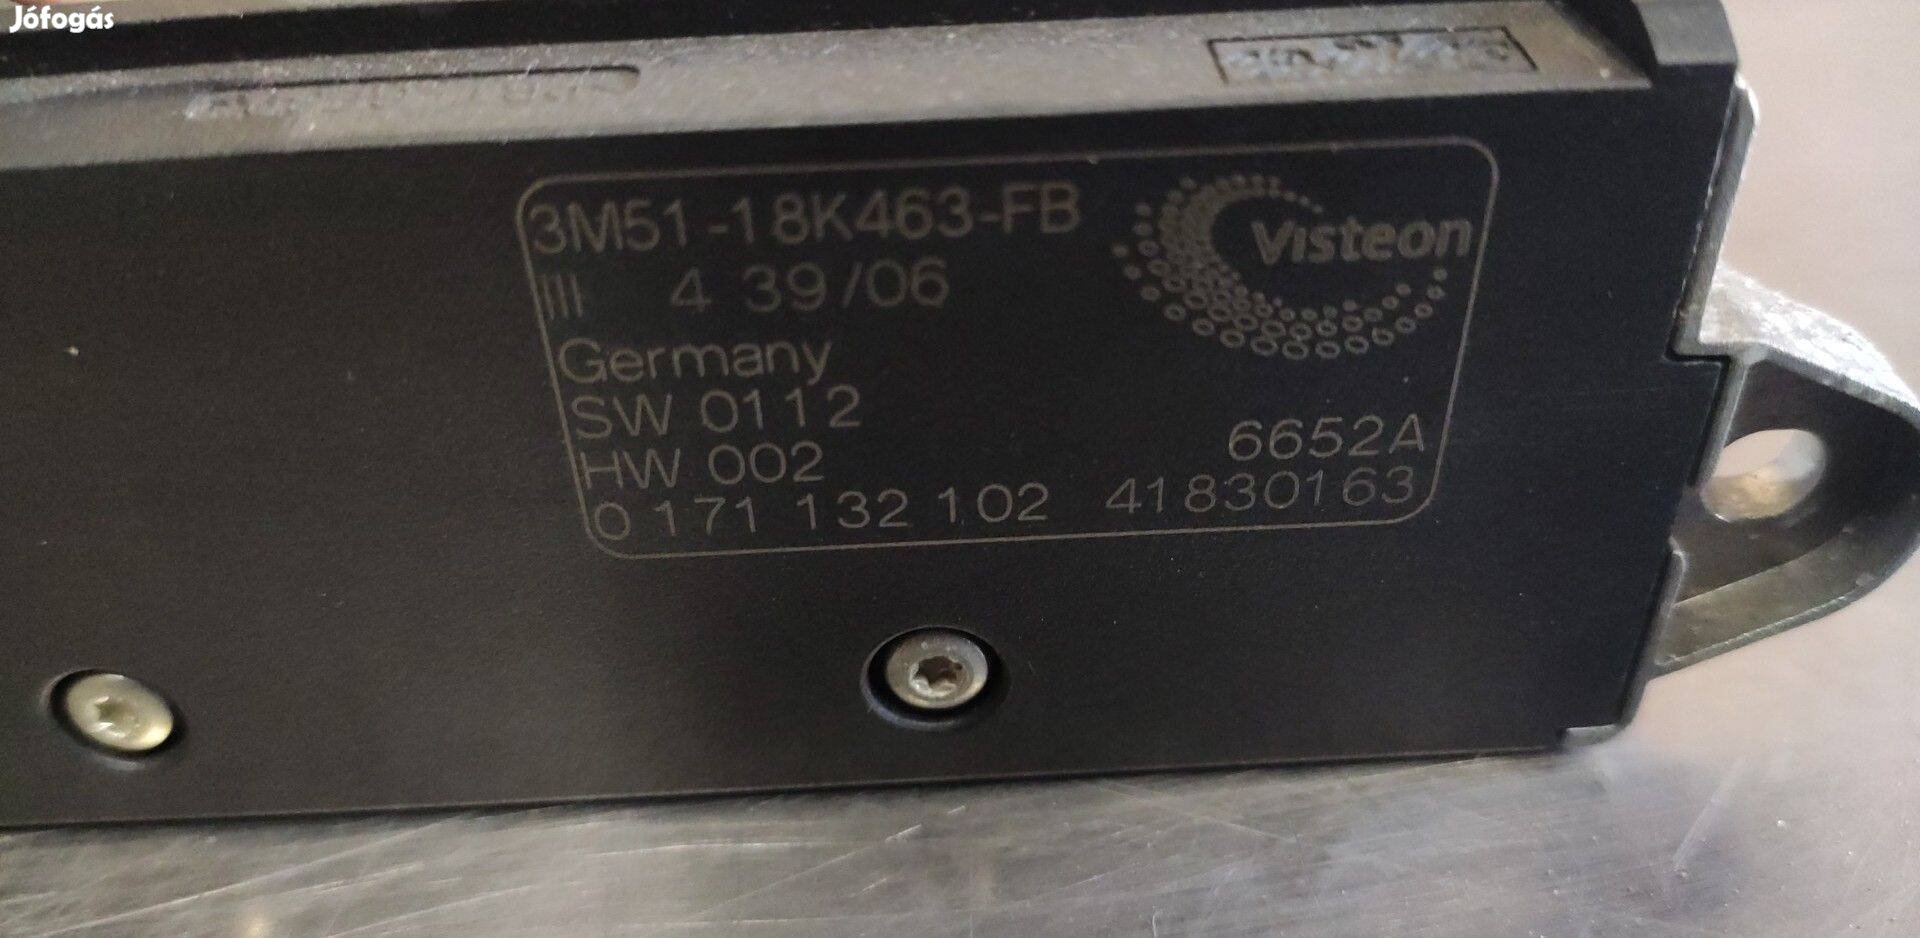 Jófogás
3M51-18K463-FB
Visteon
III 4 39/06
Germany
SW 0112
HW 002
6652A
0 171 132 102 41830163